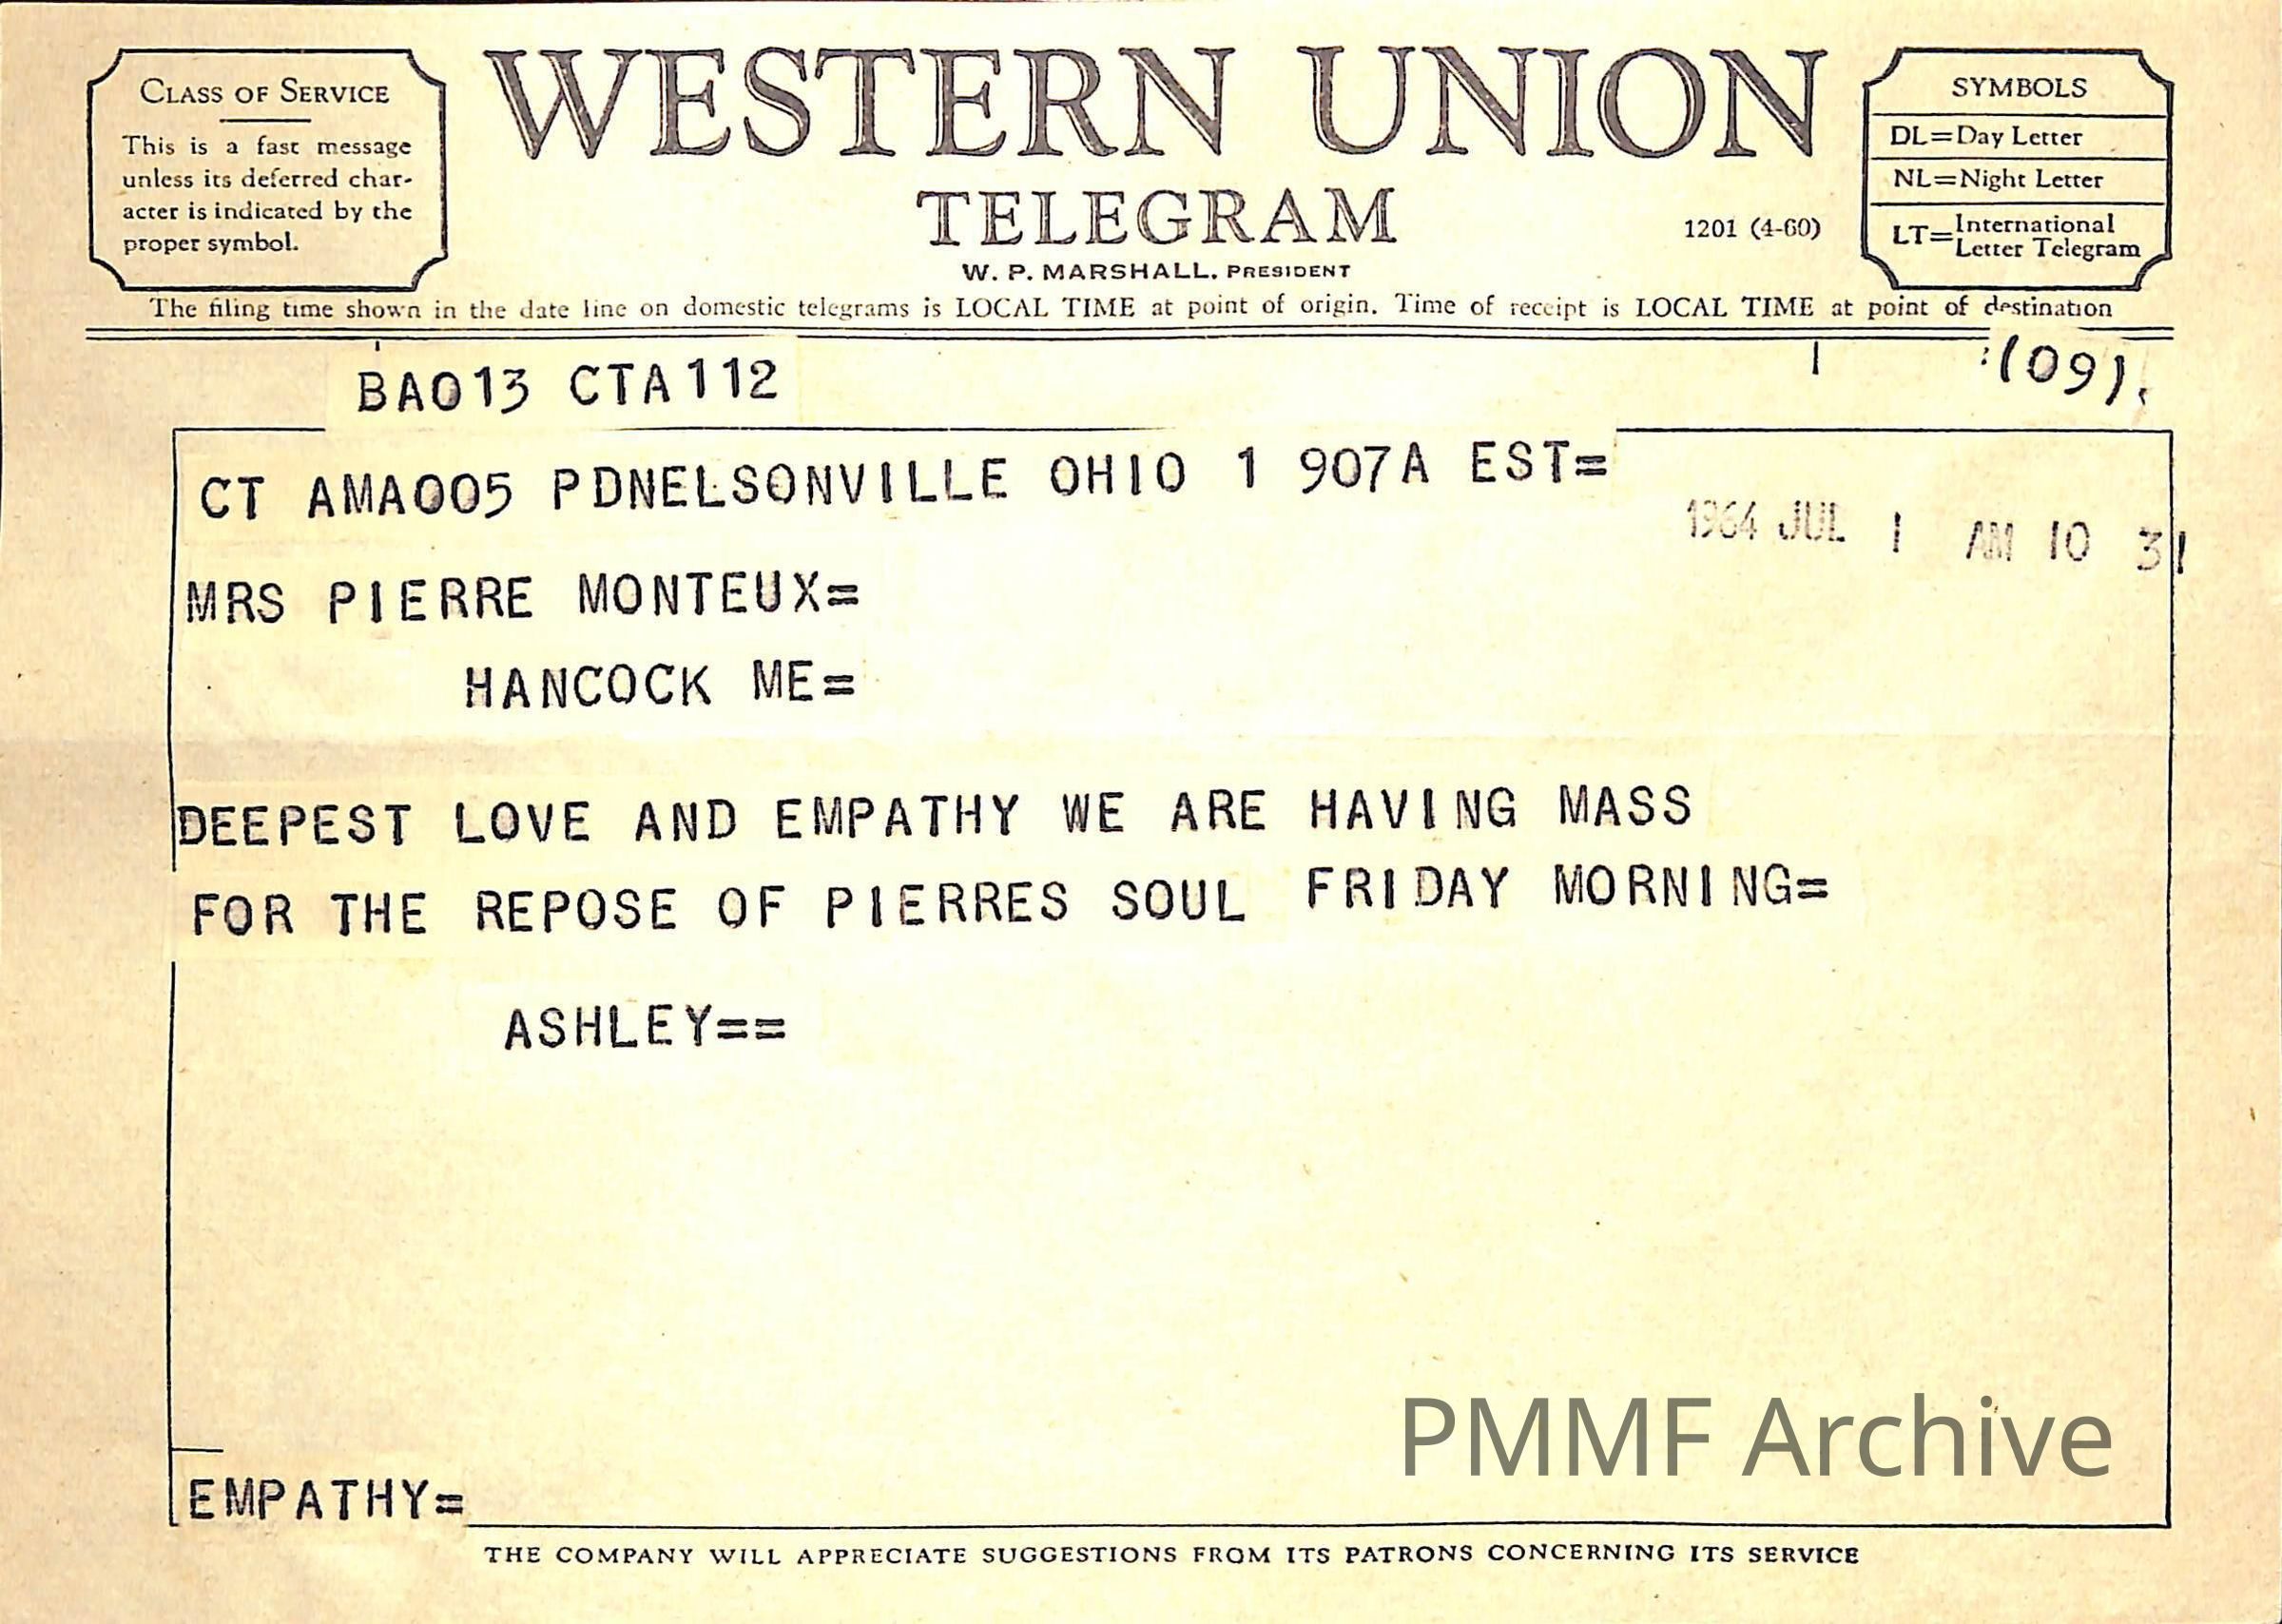 CLASS OF SERVICE
This is a fast message
unless its deferred char-
acter is indicated by the
proper symbol.
WESTERN UNION
TELEGRAM
W. P. MARSHALL, PRESIDENT
1201 (4-60)
SYMBOLS
DL=Day Letter
NL=Night Letter
LT=International Letter Telegram
The filing time shown in the date line on domestic telegrams is LOCAL TIME at point of origin. Time of receipt is LOCAL TIME at point of destination
BA013 CTA112 (09).
CT AMA005 PDNELSONVILLE OHIO 1 907A EST=
1964 JUL 1 AM 10 31
MRS PIERRE MONTEUX=
HANCOCK ME=
DEEPEST LOVE AND EMPATHY WE ARE HAVING MASS
FOR THE REPOSE OF PIERRES SOUL FRIDAY MORNING=
ASHLEY==
PMMF Archive
EMPATHY=
THE COMPANY WILL APPRECIATE SUGGESTIONS FROM ITS PATRONS CONCERNING ITS SERVICE